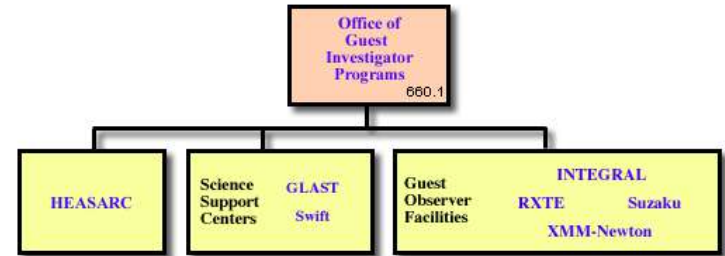 Office of
Guest
Investigator
Programs
660.1
HEASARC
Science
Support
Centers
GLAST
Swift
Guest
Observer
Facilities
INTEGRAL
RXTE Suzaku
XMM-Newton